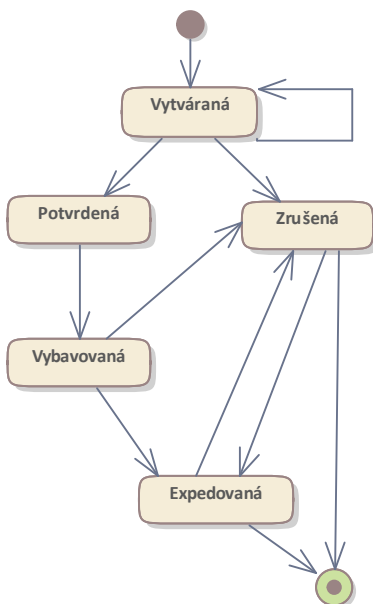 Vytváraná
Potvrdená
Zrušená
Vybavovaná
Expedovaná